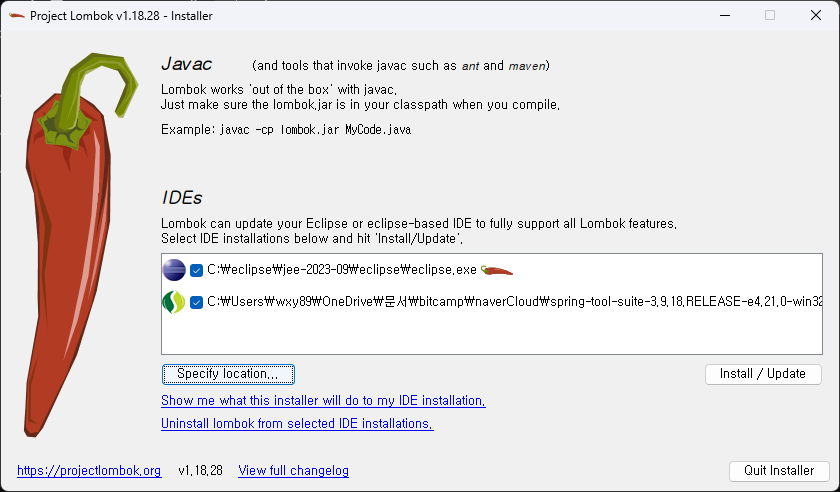 Project Lombok v1.18.28 - Installer
Javac (and tools that invoke javac such as ant and maven)
Lombok works 'out of the box' with javac.
Just make sure the lombok.jar is in your classpath when you compile.
Example: javac -cp lombok.jar MyCode.java
IDEs
Lombok can update your Eclipse or eclipse-based IDE to fully support all Lombok features.
Select IDE installations below and hit 'Install/Update'.
C:₩eclipse₩jee-2023-09₩eclipse₩eclipse.exe
C:₩Users₩wxy89₩OneDrive₩문서₩bitcamp₩naverCloud₩spring-tool-suite-3.9.18.RELEASE-e4.21.0-win32
Specify location... Install / Update
Show me what this installer will do to my IDE installation.
Uninstall lombok from selected IDE installations.
https://projectlombok.org v1.18.28 View full changelog Quit Installer